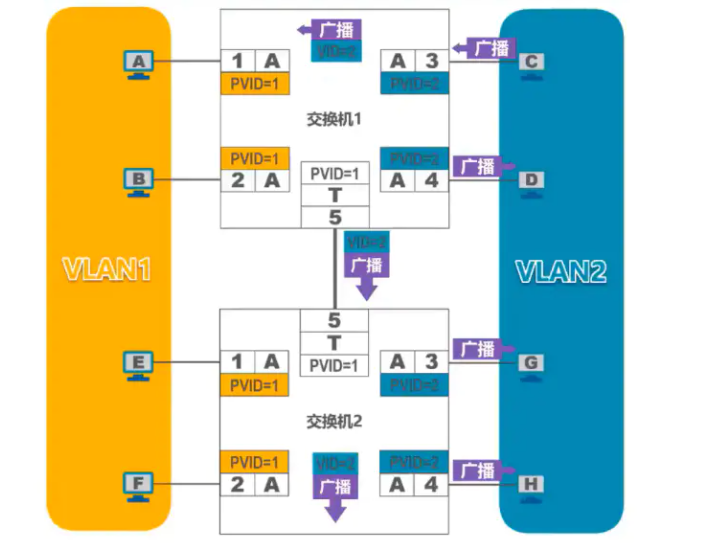 广播
VID=2
广播
A
1 A
A 3
C
PVID=1
PVID=2
交换机1
PVID=1
PVID=2
B
2 A
PVID=1
A 4
广播
D
T
5
VLAN1
VID=2
广播
VLAN2
5
T
PVID=1
E
1 A
A 3
广播
G
PVID=1
PVID=2
交换机2
PVID=1
VID=2
PVID=2
F
2 A
广播
A 4
广播
H